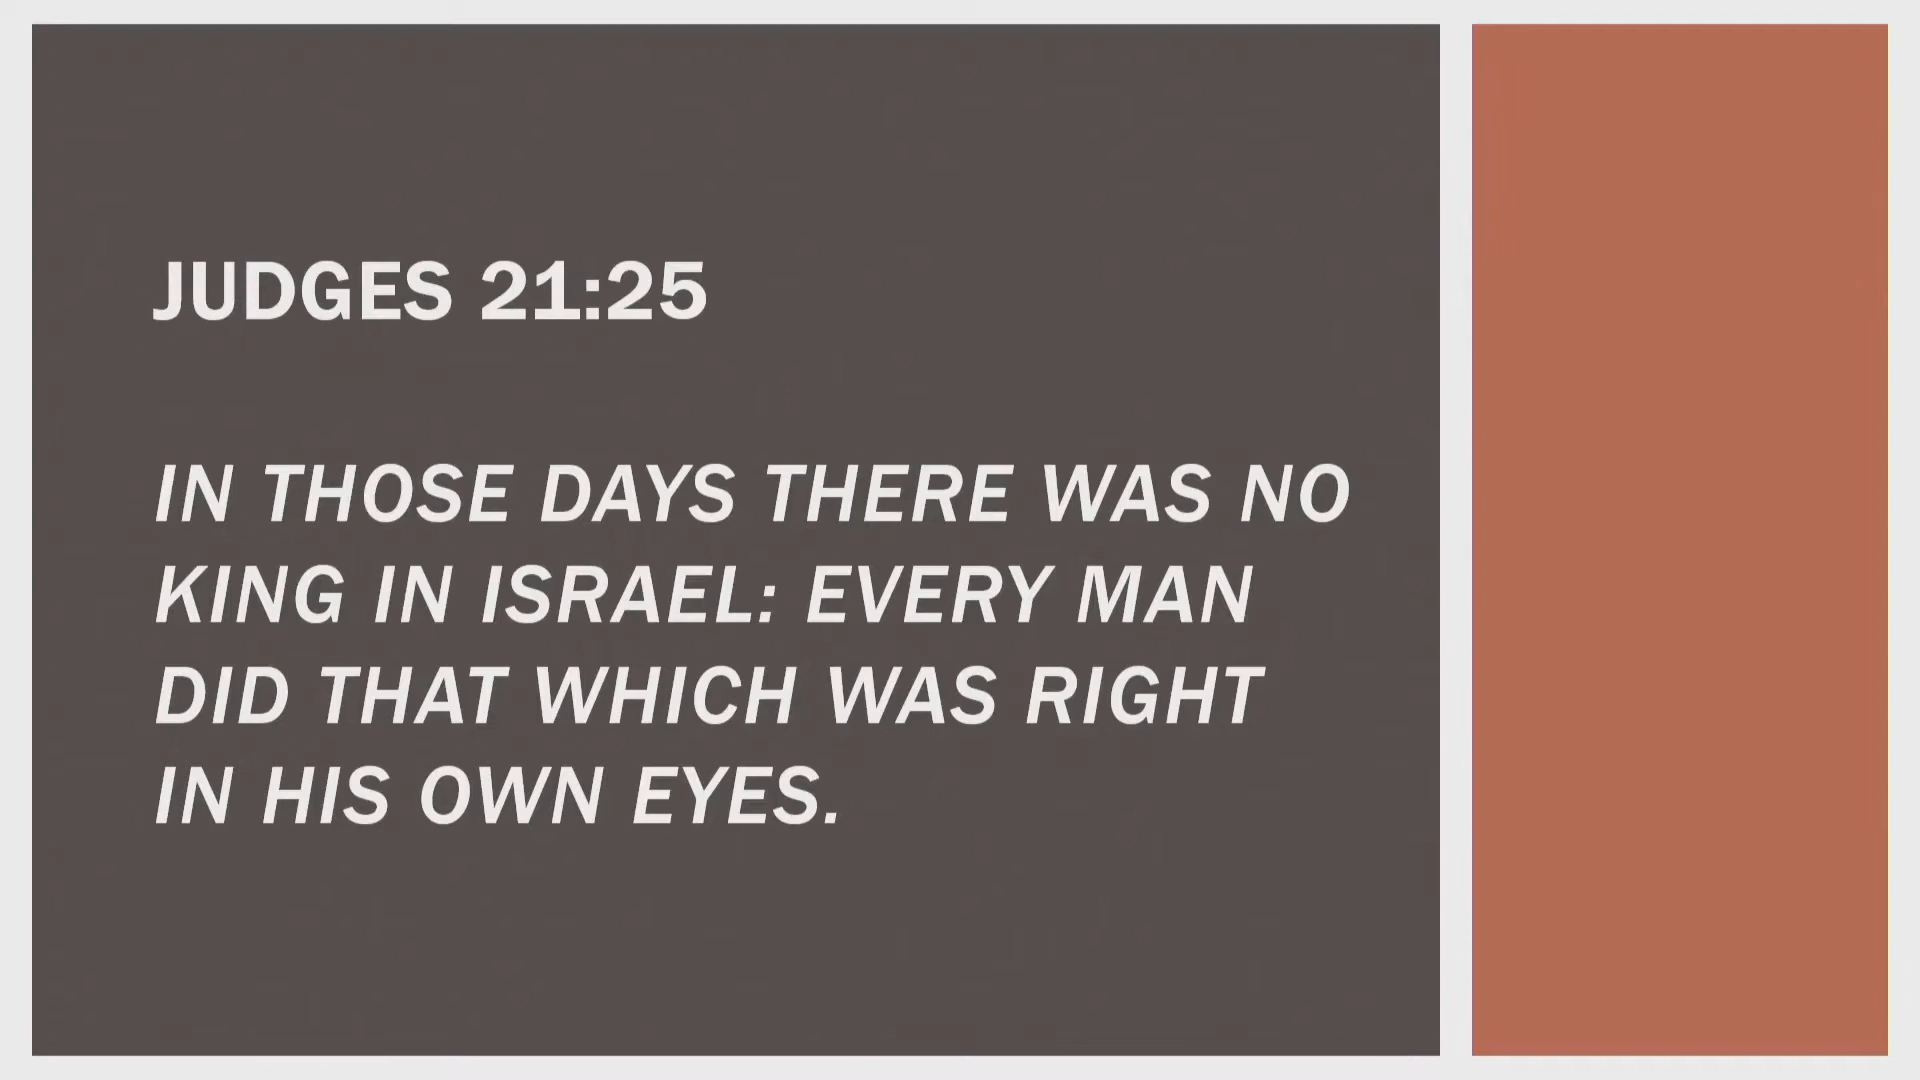 JUDGES 21:25
IN THOSE DAYS THERE WAS NO
KING IN ISRAEL: EVERY MAN
DID THAT WHICH WAS RIGHT
IN HIS OWN EYES.